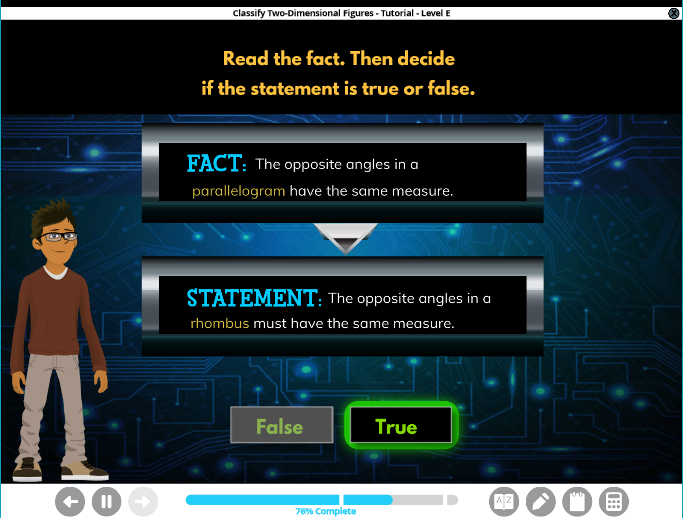 Classify Two-Dimensional Figures - Tutorial - Level E
X
Read the fact. Then decide
if the statement is true or false.
FACT: The opposite angles in a
parallelogram have the same measure.
STATEMENT: The opposite angles in a
rhombus must have the same measure.
False True
76% Complete
A Z